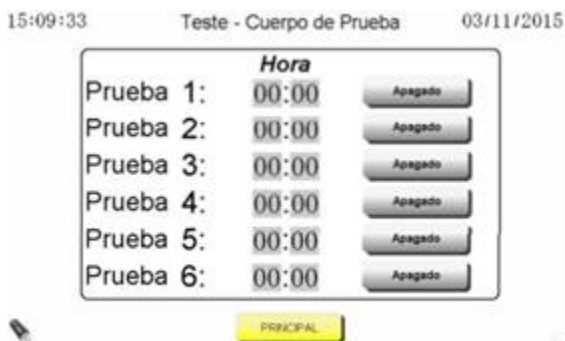 15:09:33 Teste - Cuerpo de Prueba 03/11/2015
Hora
Prueba 1: 00:00 Apagado
Prueba 2: 00:00 Apagado
Prueba 3: 00:00 Apagado
Prueba 4: 00:00 Apagado
Prueba 5: 00:00 Apagado
Prueba 6: 00:00 Apagado
PRINCIPAL